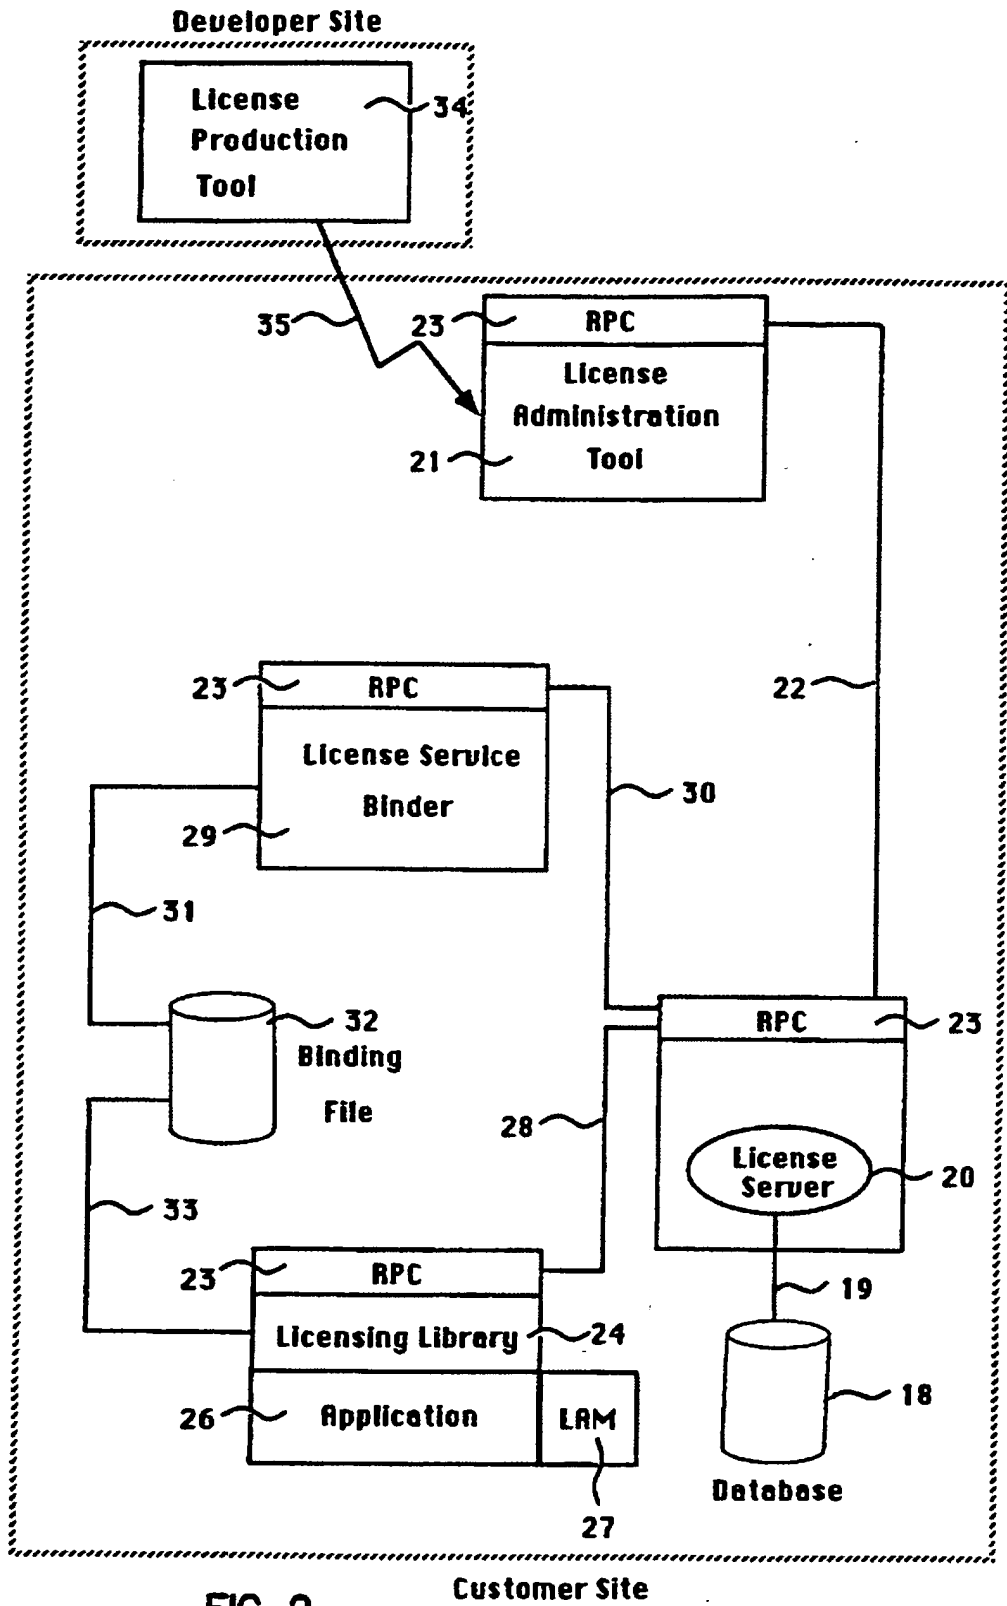 Developer Site
License
Production
Tool
34
35
23
RPC
License
Administration
Tool
21
22
23
RPC
License Service
Binder
29
30
31
32
Binding
File
RPC
23
28
License
Server
20
33
23
RPC
Licensing Library
24
19
26
Application
LAM
27
18
Database
Customer Site